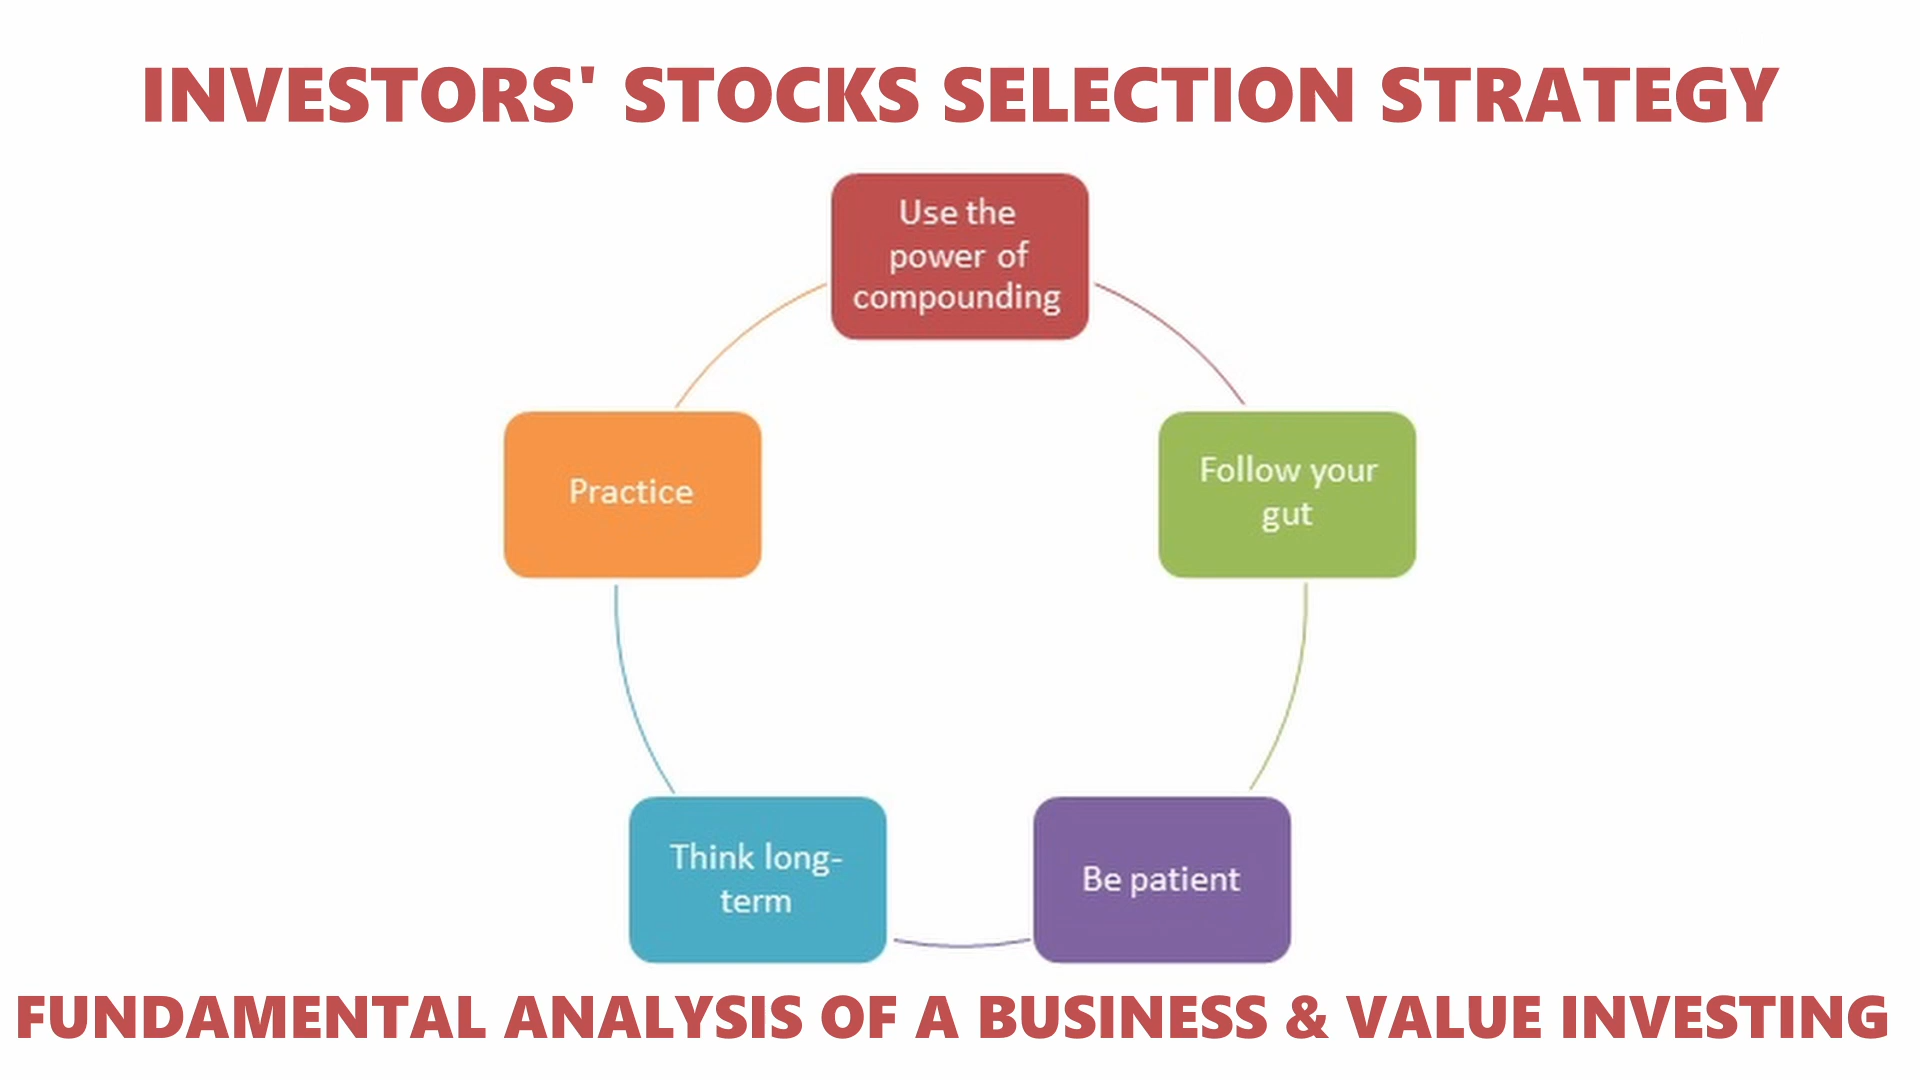 INVESTORS' STOCKS SELECTION STRATEGY
Use the
power of
compounding
Practice
Follow your
gut
Think long-
term
Be patient
FUNDAMENTAL ANALYSIS OF A BUSINESS & VALUE INVESTING